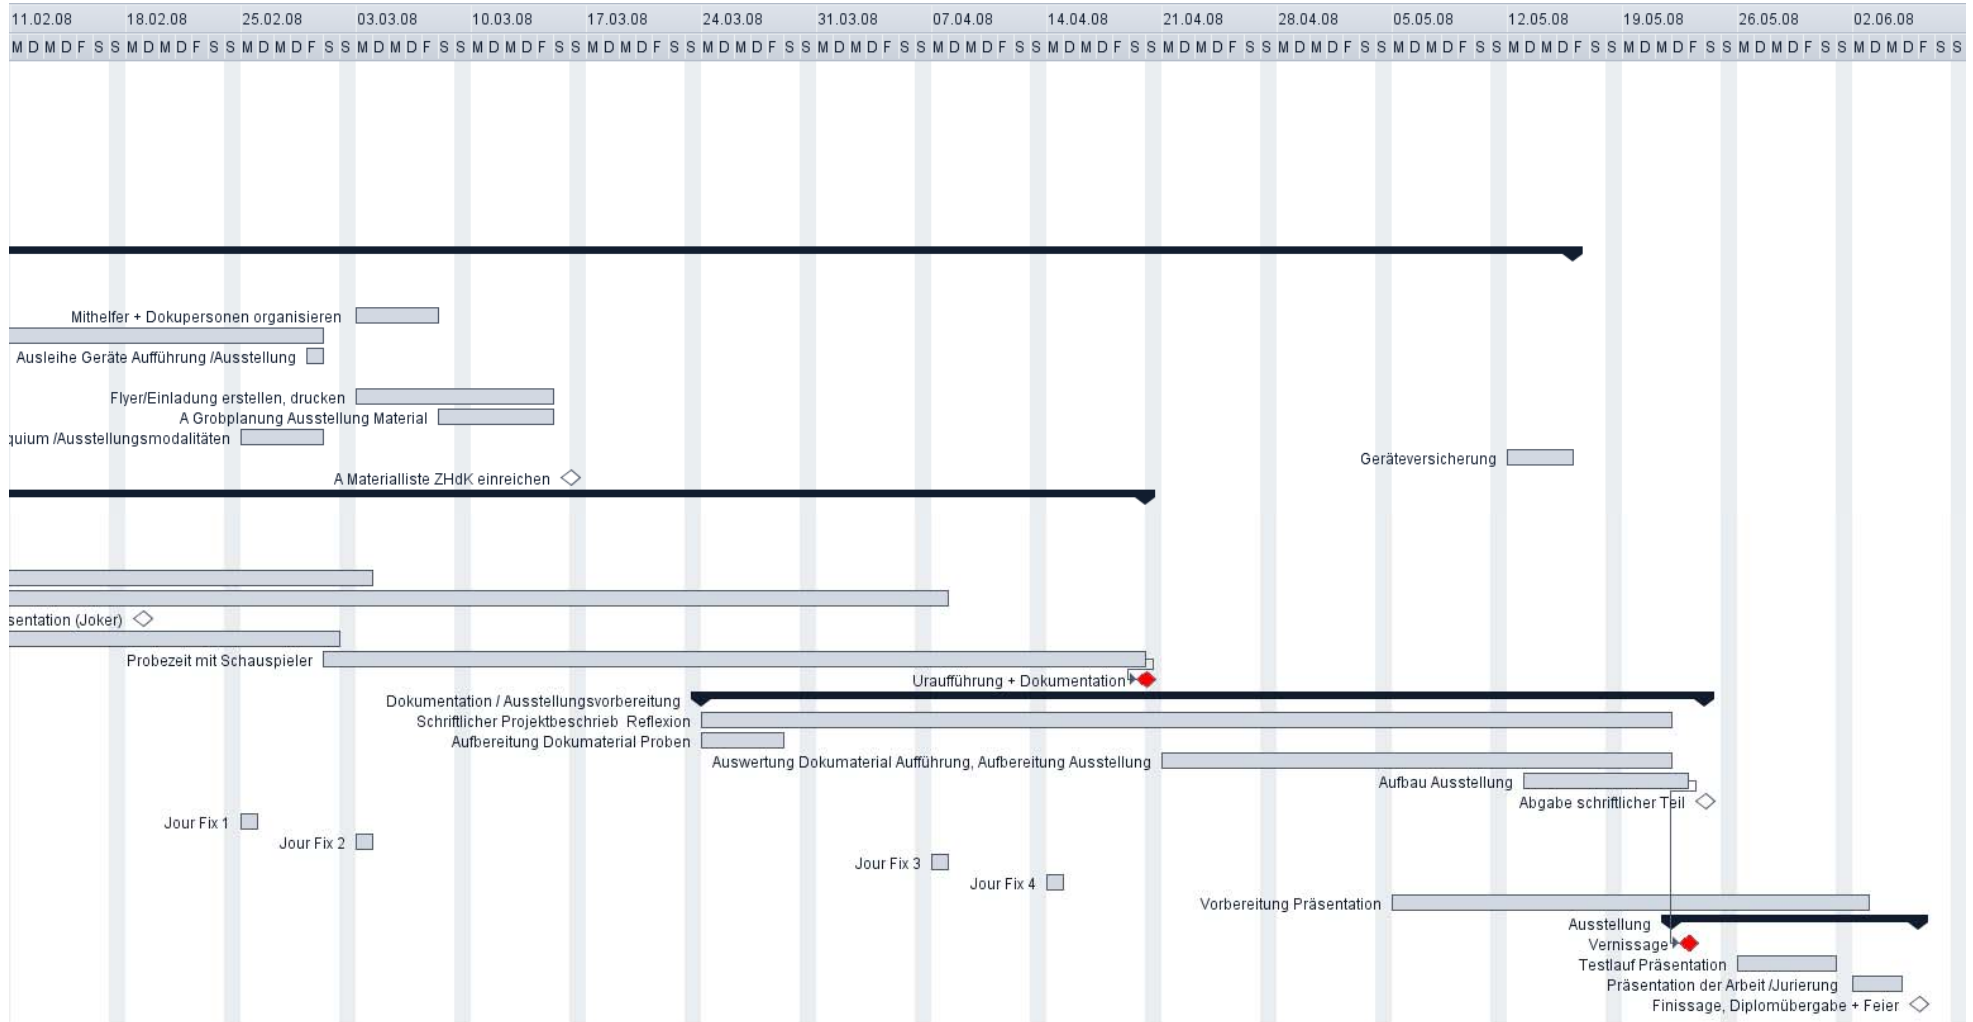 11.02.08 18.02.08 25.02.08 03.03.08 10.03.08 17.03.08 24.03.08 31.03.08 07.04.08 14.04.08 21.04.08 28.04.08 05.05.08 12.05.08 19.05.08 26.05.08 02.06.08
M D M D F S S M D M D F S S M D M D F S S M D M D F S S M D M D F S S M D M D F S S M D M D F S S M D M D F S S M D M D F S S M D M D F S S M D M D F S S M D M D F S S M D M D F S S M D M D F S S M D M D F S S M D M D F S S M D M D F S S
Mithelfer + Dokupersonen organisieren
Ausleihe Geräte Aufführung /Ausstellung
Flyer/Einladung erstellen, drucken
A Grobplanung Ausstellung Material
quium /Ausstellungsmodalitäten
Geräteversicherung
A Materialliste ZHdK einreichen
sentation (Joker)
Probezeit mit Schauspieler
Uraufführung + Dokumentation
Dokumentation / Ausstellungsvorbereitung
Schriftlicher Projektbeschrieb Reflexion
Aufbereitung Dokumaterial Proben
Auswertung Dokumaterial Aufführung, Aufbereitung Ausstellung
Aufbau Ausstellung
Abgabe schriftlicher Teil
Jour Fix 1
Jour Fix 2
Jour Fix 3
Jour Fix 4
Vorbereitung Präsentation
Ausstellung
Vernissage
Testlauf Präsentation
Präsentation der Arbeit /Jurierung
Finissage, Diplomübergabe + Feier